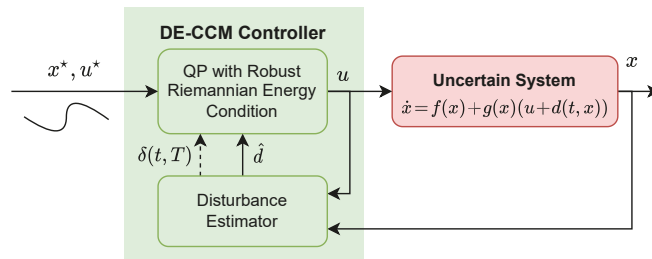 DE-CCM Controller
x⋆, u⋆
QP with Robust
Riemannian Energy
Condition
u
Uncertain System
ẋ = f(x)+g(x)(u+d(t, x))
x
δ(t, T)
d̂
Disturbance
Estimator